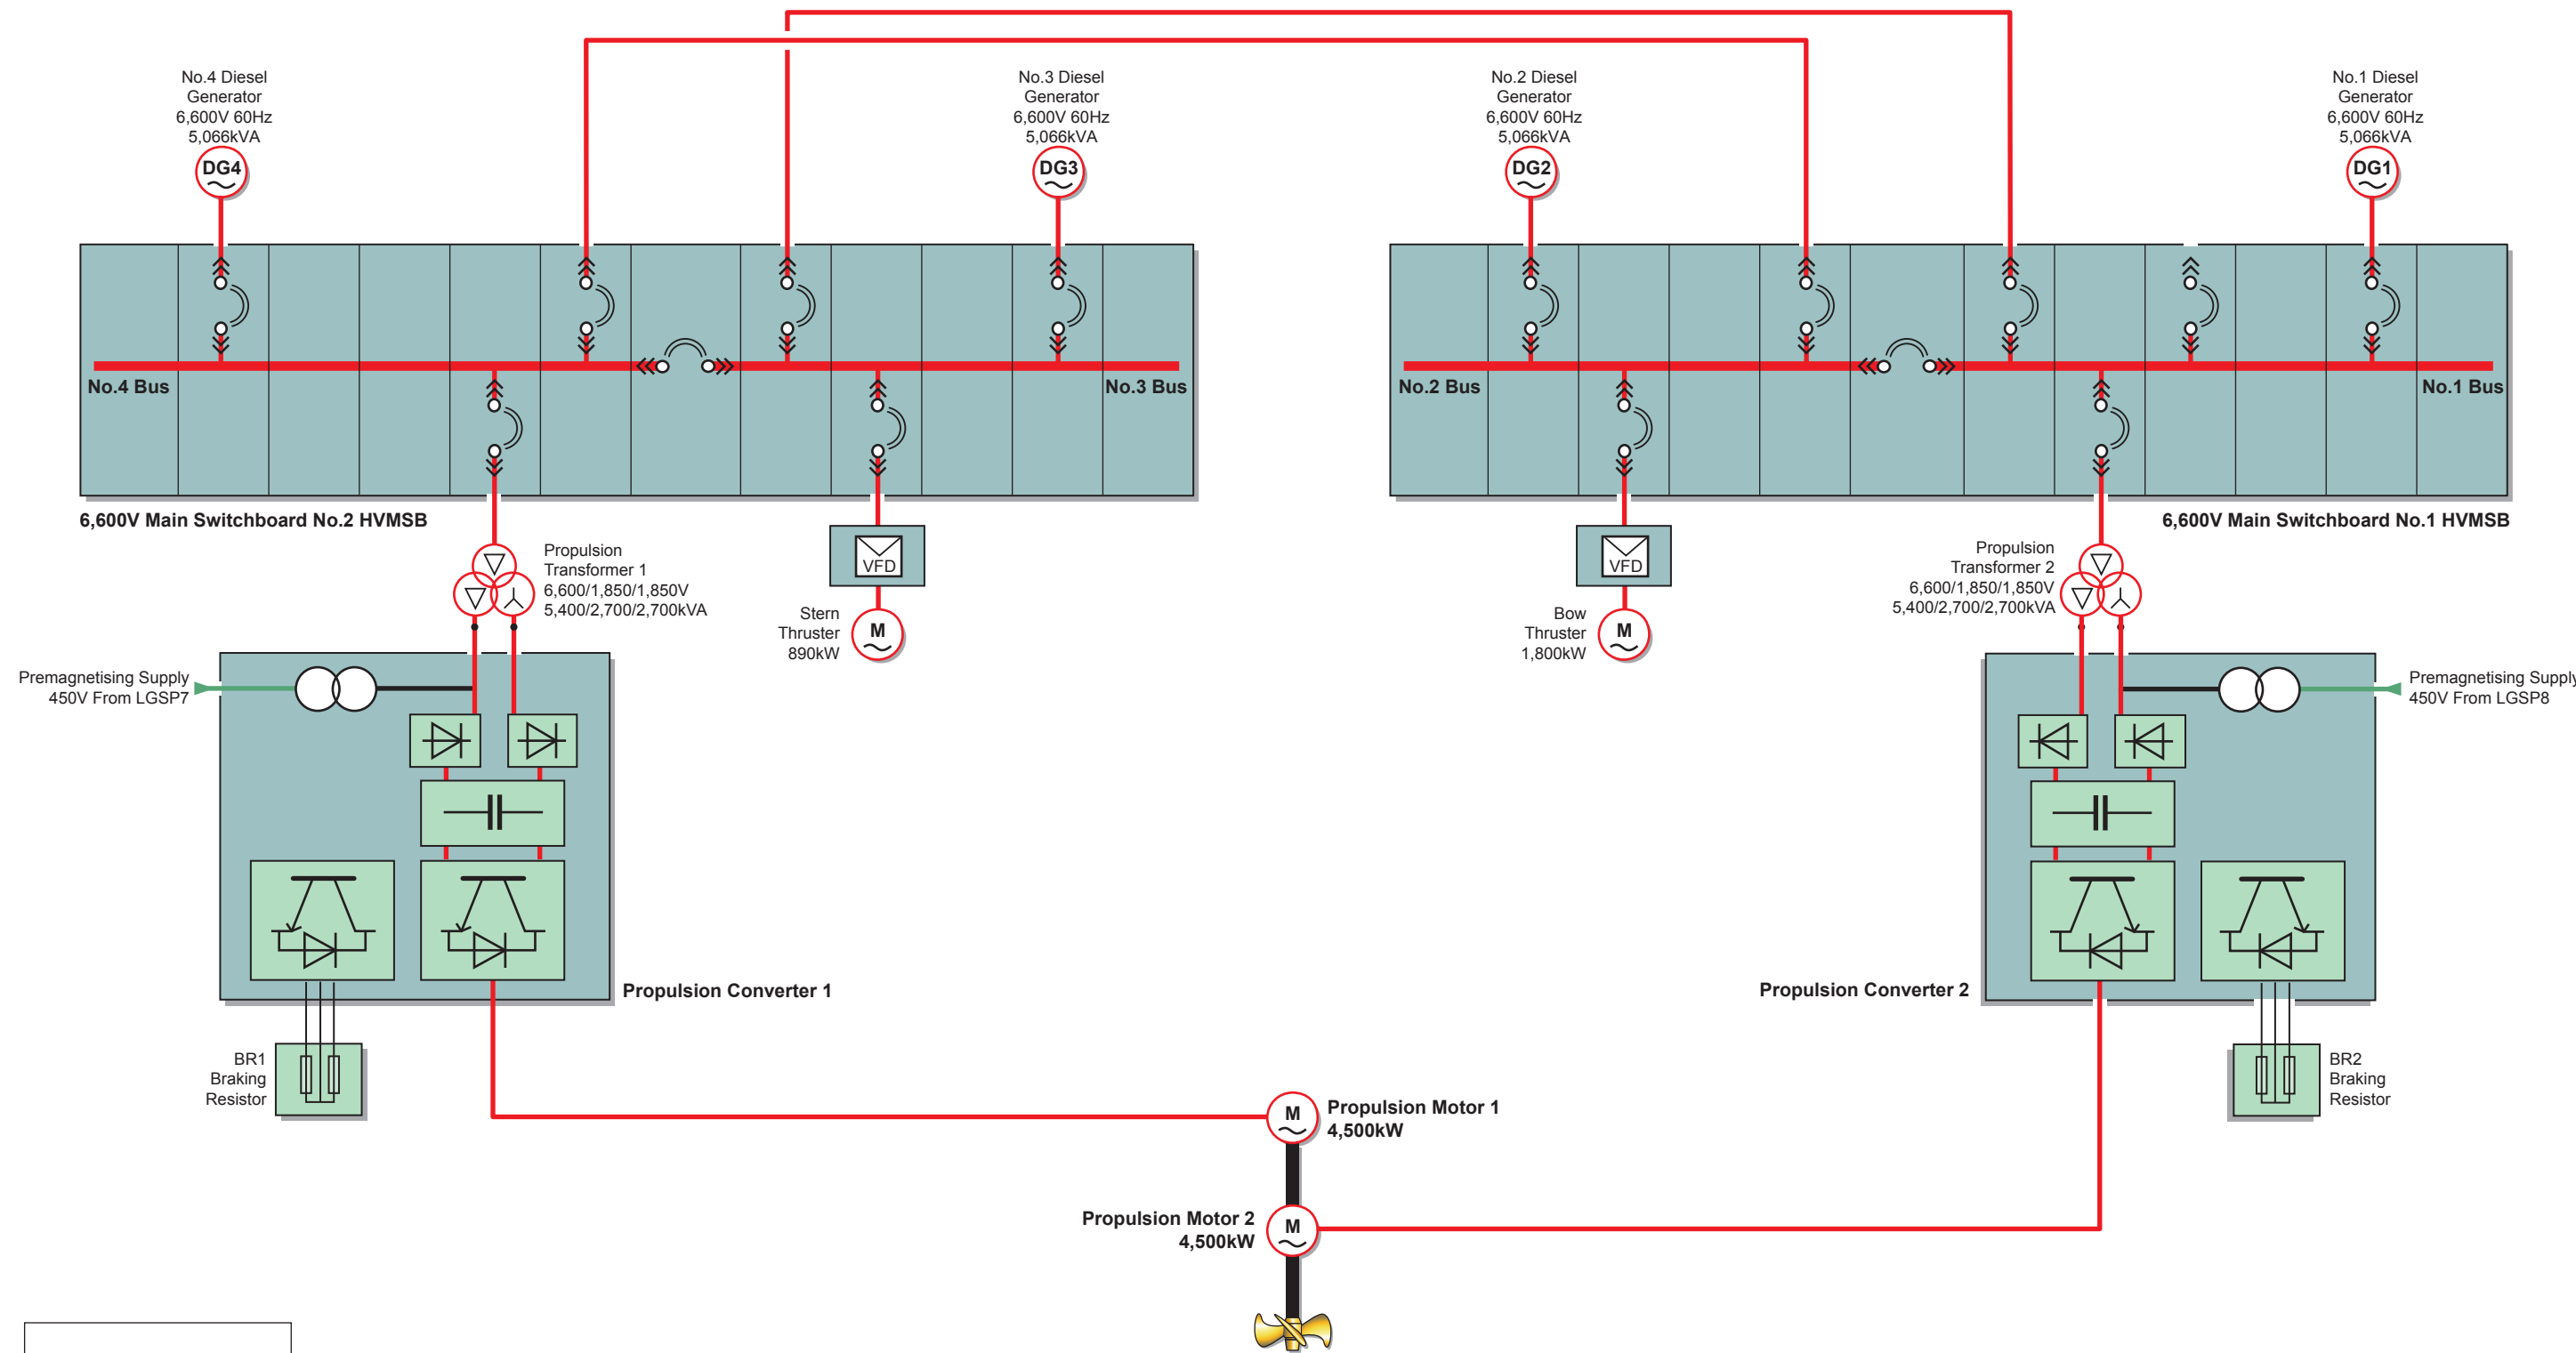 No.4 Diesel
Generator
6,600V 60Hz
5,066kVA
DG4
No.3 Diesel
Generator
6,600V 60Hz
5,066kVA
DG3
No.2 Diesel
Generator
6,600V 60Hz
5,066kVA
DG2
No.1 Diesel
Generator
6,600V 60Hz
5,066kVA
DG1
No.4 Bus
No.3 Bus
No.2 Bus
No.1 Bus
6,600V Main Switchboard No.2 HVMSB
6,600V Main Switchboard No.1 HVMSB
Propulsion
Transformer 1
6,600/1,850/1,850V
5,400/2,700/2,700kVA
VFD
Stern
Thruster
890kW
M
VFD
Bow
Thruster
1,800kW
M
Propulsion
Transformer 2
6,600/1,850/1,850V
5,400/2,700/2,700kVA
Premagnetising Supply
450V From LGSP7
Premagnetising Supply
450V From LGSP8
Propulsion Converter 1
Propulsion Converter 2
BR1
Braking
Resistor
BR2
Braking
Resistor
M
Propulsion Motor 1
4,500kW
Propulsion Motor 2
4,500kW
M